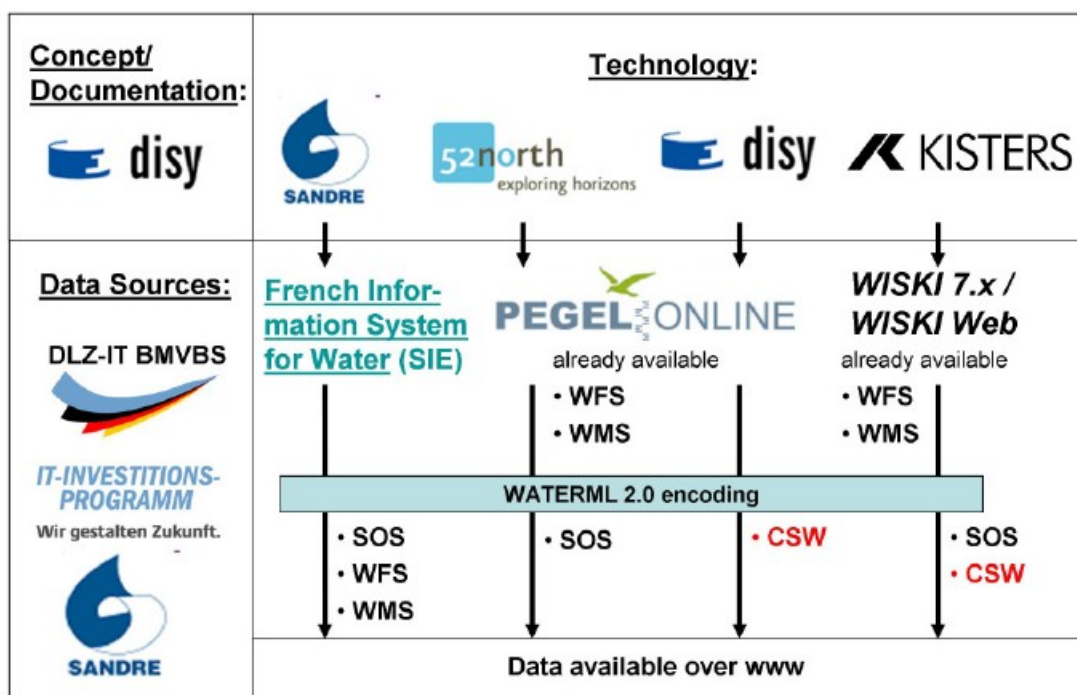 Concept/
Documentation:
disy
Technology:
SANDRE
52north
exploring horizons
disy
KISTERS
Data Sources:
DLZ-IT BMVBS
IT-INVESTITIONS-
PROGRAMM
Wir gestalten Zukunft.
SANDRE
French Infor-
mation System
for Water (SIE)
PEGEL ONLINE
already available
• WFS
• WMS
WISKI 7.x /
WISKI Web
already available
• WFS
• WMS
WATERML 2.0 encoding
• SOS
• WFS
• WMS
• SOS
• CSW
• SOS
• CSW
Data available over www